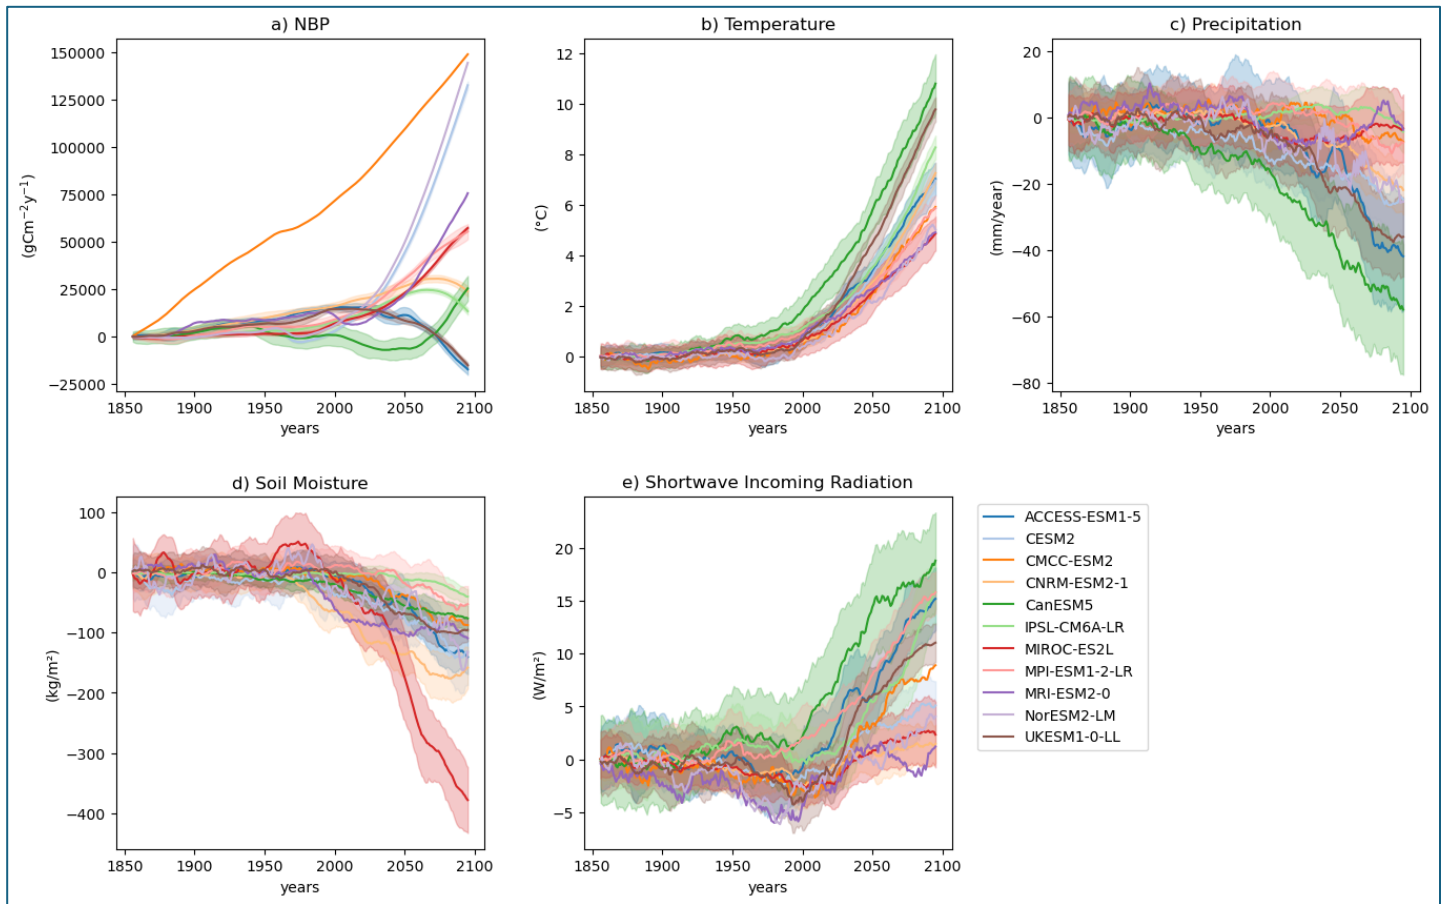 a) NBP
150000
125000
100000
75000
50000
25000
0
−25000
(gCm⁻²y⁻¹)
1850 1900 1950 2000 2050 2100
years
b) Temperature
12
10
8
6
4
2
0
(°C)
1850 1900 1950 2000 2050 2100
years
c) Precipitation
20
0
−20
−40
−60
−80
(mm/year)
1850 1900 1950 2000 2050 2100
years
d) Soil Moisture
100
0
−100
−200
−300
−400
(kg/m²)
1850 1900 1950 2000 2050 2100
years
e) Shortwave Incoming Radiation
20
15
10
5
0
−5
(W/m²)
1850 1900 1950 2000 2050 2100
years
ACCESS-ESM1-5
CESM2
CMCC-ESM2
CNRM-ESM2-1
CanESM5
IPSL-CM6A-LR
MIROC-ES2L
MPI-ESM1-2-LR
MRI-ESM2-0
NorESM2-LM
UKESM1-0-LL